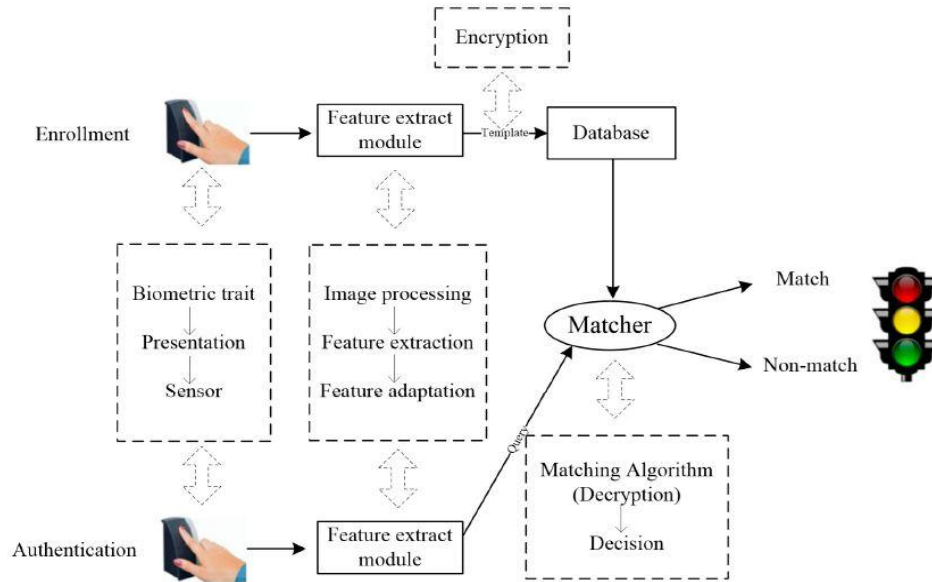 Encryption
Enrollment
Feature extract
module
Template
Database
Biometric trait
Presentation
Sensor
Image processing
Feature extraction
Feature adaptation
Matcher
Match
Non-match
Query
Matching Algorithm
(Decryption)
Decision
Authentication
Feature extract
module